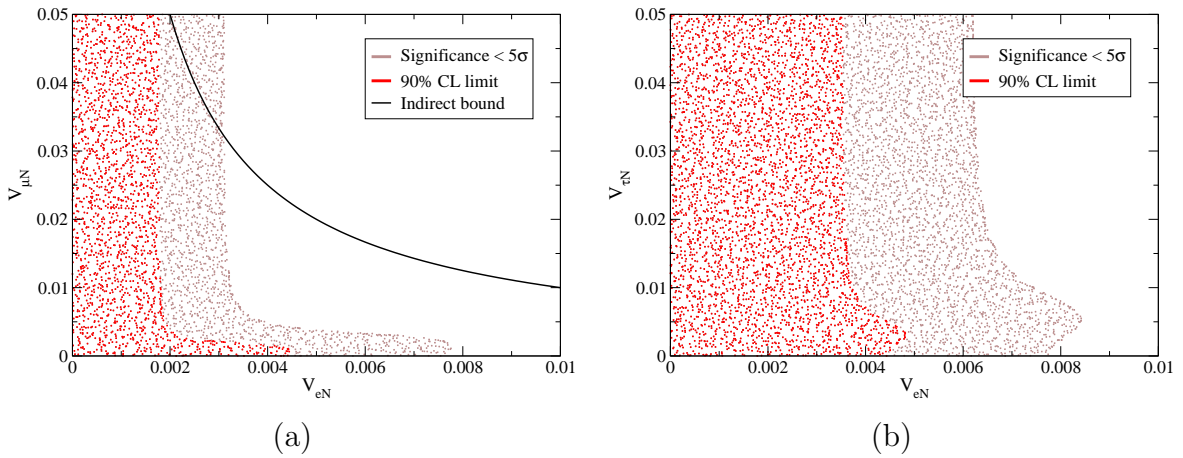 0.05
0.04
0.03
0.02
0.01
0
V_μN
Significance < 5σ
90% CL limit
Indirect bound
0 0.002 0.004 0.006 0.008 0.01
V_eN
(a)
0.05
0.04
0.03
0.02
0.01
0
V_τN
Significance < 5σ
90% CL limit
0 0.002 0.004 0.006 0.008 0.01
V_eN
(b)